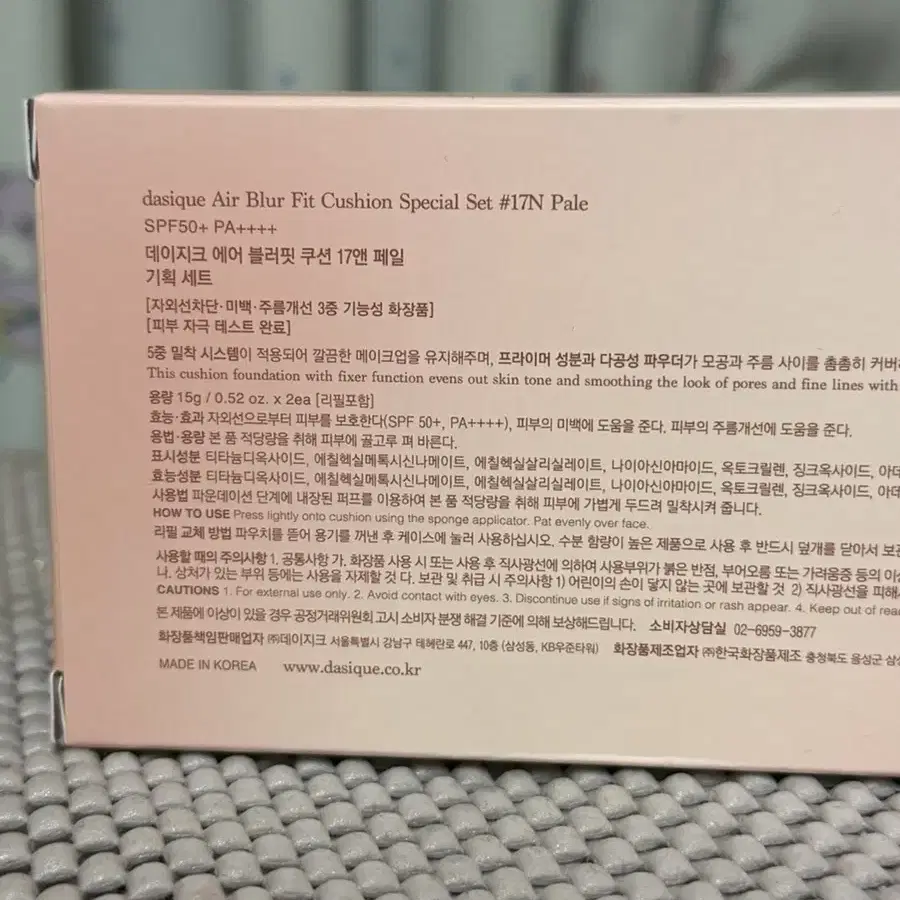 dasique Air Blur Fit Cushion Special Set #17N Pale
SPF50+ PA++++
데이지크 에어 블러핏 쿠션 17앤 페일
기획 세트
[자외선차단·미백·주름개선 3중 기능성 화장품]
[피부 자극 테스트 완료]
5중 밀착 시스템이 적용되어 깔끔한 메이크업을 유지해주며, 프라이머 성분과 다공성 파우더가 모공과 주름 사이를 촘촘히 커버
This cushion foundation with fixer function evens out skin tone and smoothing the look of pores and fine lines with
용량 15g / 0.52 oz. x 2ea [리필포함]
효능·효과 자외선으로부터 피부를 보호한다(SPF 50+, PA++++), 피부의 미백에 도움을 준다. 피부의 주름개선에 도움을 준다.
용법·용량 본 품 적당량을 취해 피부에 골고루 펴 바른다.
표시성분 티타늄디옥사이드, 에칠헥실메톡시신나메이트, 에칠헥실살리실레이트, 나이아신아마이드, 옥토크릴렌, 징크옥사이드, 아데
효능성분 티타늄디옥사이드, 에칠헥실메톡시신나메이트, 에칠헥실살리실레이트, 나이아신아마이드, 옥토크릴렌, 징크옥사이드, 아데
사용법 파운데이션 단계에 내장된 퍼프를 이용하여 본 품 적당량을 취해 피부에 가볍게 두드려 밀착시켜 줍니다.
HOW TO USE Press lightly onto cushion using the sponge applicator. Pat evenly over face.
리필 교체 방법 파우치를 뜯어 용기를 꺼낸 후 케이스에 눌러 사용하십시오. 수분 함량이 높은 제품으로 사용 후 반드시 덮개를 닫아서 보관
사용할 때의 주의사항 1. 공통사항 가. 화장품 사용 시 또는 사용 후 직사광선에 의하여 사용부위가 붉은 반점, 부어오름 또는 가려움증 등의 이상
나. 상처가 있는 부위 등에는 사용을 자제할 것 다. 보관 및 취급 시 주의사항 1) 어린이의 손이 닿지 않는 곳에 보관할 것 2) 직사광선을 피해서
CAUTIONS 1. For external use only. 2. Avoid contact with eyes. 3. Discontinue use if signs of irritation or rash appear. 4. Keep out of reac
본 제품에 이상이 있을 경우 공정거래위원회 고시 소비자 분쟁 해결 기준에 의해 보상해드립니다. 소비자상담실 02-6959-3877
화장품책임판매업자 ㈜데이지크 서울특별시 강남구 테헤란로 447, 10층 (삼성동, KB우준타워) 화장품제조업자 ㈜한국화장품제조 충청북도 음성군 삼성
MADE IN KOREA www.dasique.co.kr